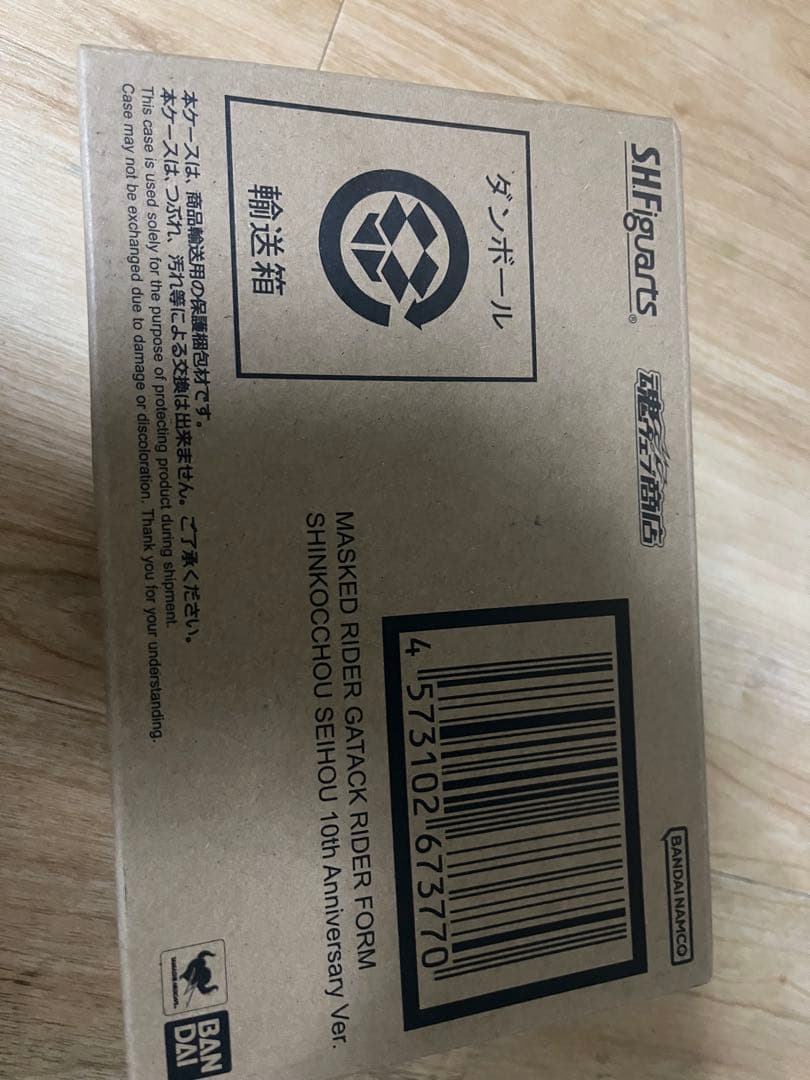 S.H.Figuarts®
魂ウェブ商店
BANDAI NAMCO
ダンボール
輸送箱
4 573102 673770
MASKED RIDER GATACK RIDER FORM
SHINKOCCHOU SEIHOU 10th Anniversary Ver.
本ケースは、商品輸送用の保護梱包材です。
本ケースは、つぶれ、汚れ等による交換は出来ません。ご了承ください。
This case is used solely for the purpose of protecting product during shipment.
Case may not be exchanged due to damage or discoloration. Thank you for your understanding.
BAN
DAI